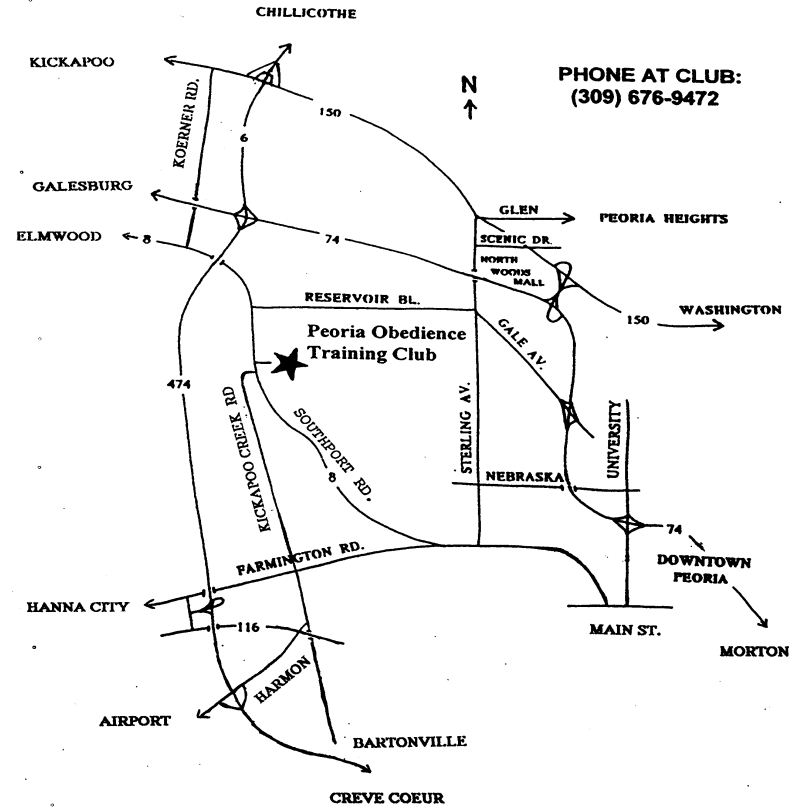 CHILLICOTHE
KICKAPOO
PHONE AT CLUB:
(309) 676-9472
N
150
KOERNER RD.
6
GALESBURG
GLEN
PEORIA HEIGHTS
ELMWOOD
8
74
SCENIC DR.
NORTH
WOODS
MALL
RESERVOIR BL.
150
WASHINGTON
Peoria Obedience
Training Club
GALE AV.
474
KICKAPOO CREEK RD
SOUTHPORT RD.
8
STERLING AV.
UNIVERSITY
NEBRASKA
74
DOWNTOWN
PEORIA
FARMINGTON RD.
HANNA CITY
116
MAIN ST.
MORTON
HARMON
AIRPORT
BARTONVILLE
CREVE COEUR